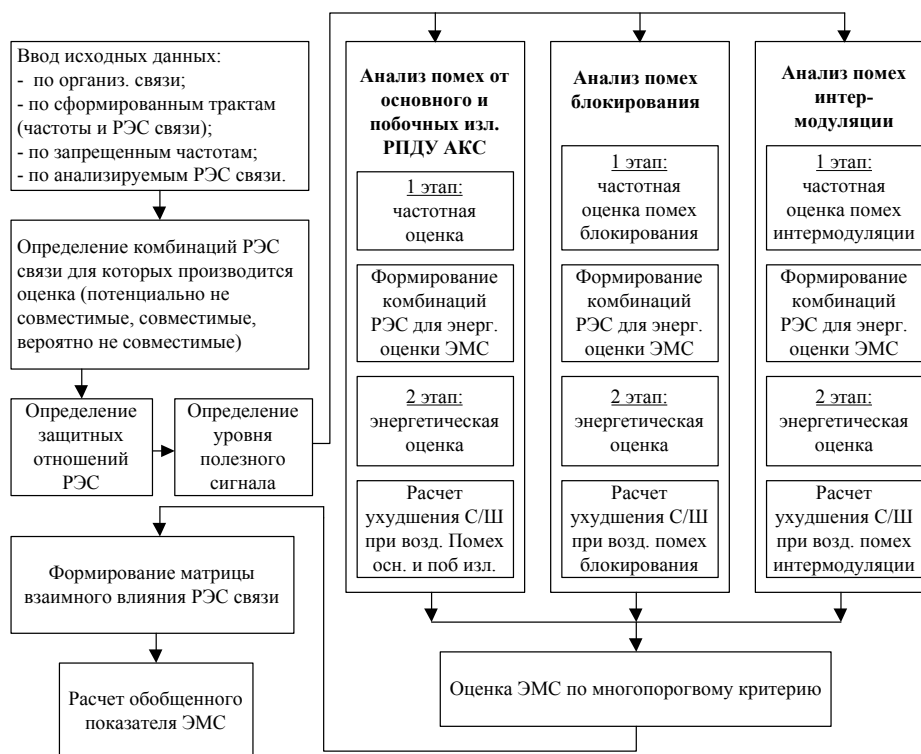 Ввод исходных данных:
- по организ. связи;
- по сформированным трактам
(частоты и РЭС связи);
- по запрещенным частотам;
- по анализируемым РЭС связи.
Определение комбинаций РЭС
связи для которых производится
оценка (потенциально не
совместимые, совместимые,
вероятно не совместимые)
Определение
защитных
отношений
РЭС
Определение
уровня
полезного
сигнала
Анализ помех от
основного и
побочных изл.
РПДУ АКС
1 этап:
частотная
оценка
Формирование
комбинаций
РЭС для энерг.
оценки ЭМС
2 этап:
энергетическая
оценка
Расчет
ухудшения С/Ш
при возд. Помех
осн. и поб изл.
Анализ помех
блокирования
1 этап:
частотная
оценка помех
блокирования
Формирование
комбинаций
РЭС для энерг.
оценки ЭМС
2 этап:
энергетическая
оценка
Расчет
ухудшения С/Ш
при возд. помех
блокирования
Анализ помех
интер-
модуляции
1 этап:
частотная
оценка помех
интермодуляции
Формирование
комбинаций
РЭС для энерг.
оценки ЭМС
2 этап:
энергетическая
оценка
Расчет
ухудшения С/Ш
при возд. помех
интермодуляции
Оценка ЭМС по многопорогвому критерию
Формирование матрицы
взаимного влияния РЭС связи
Расчет обобщенного
показателя ЭМС